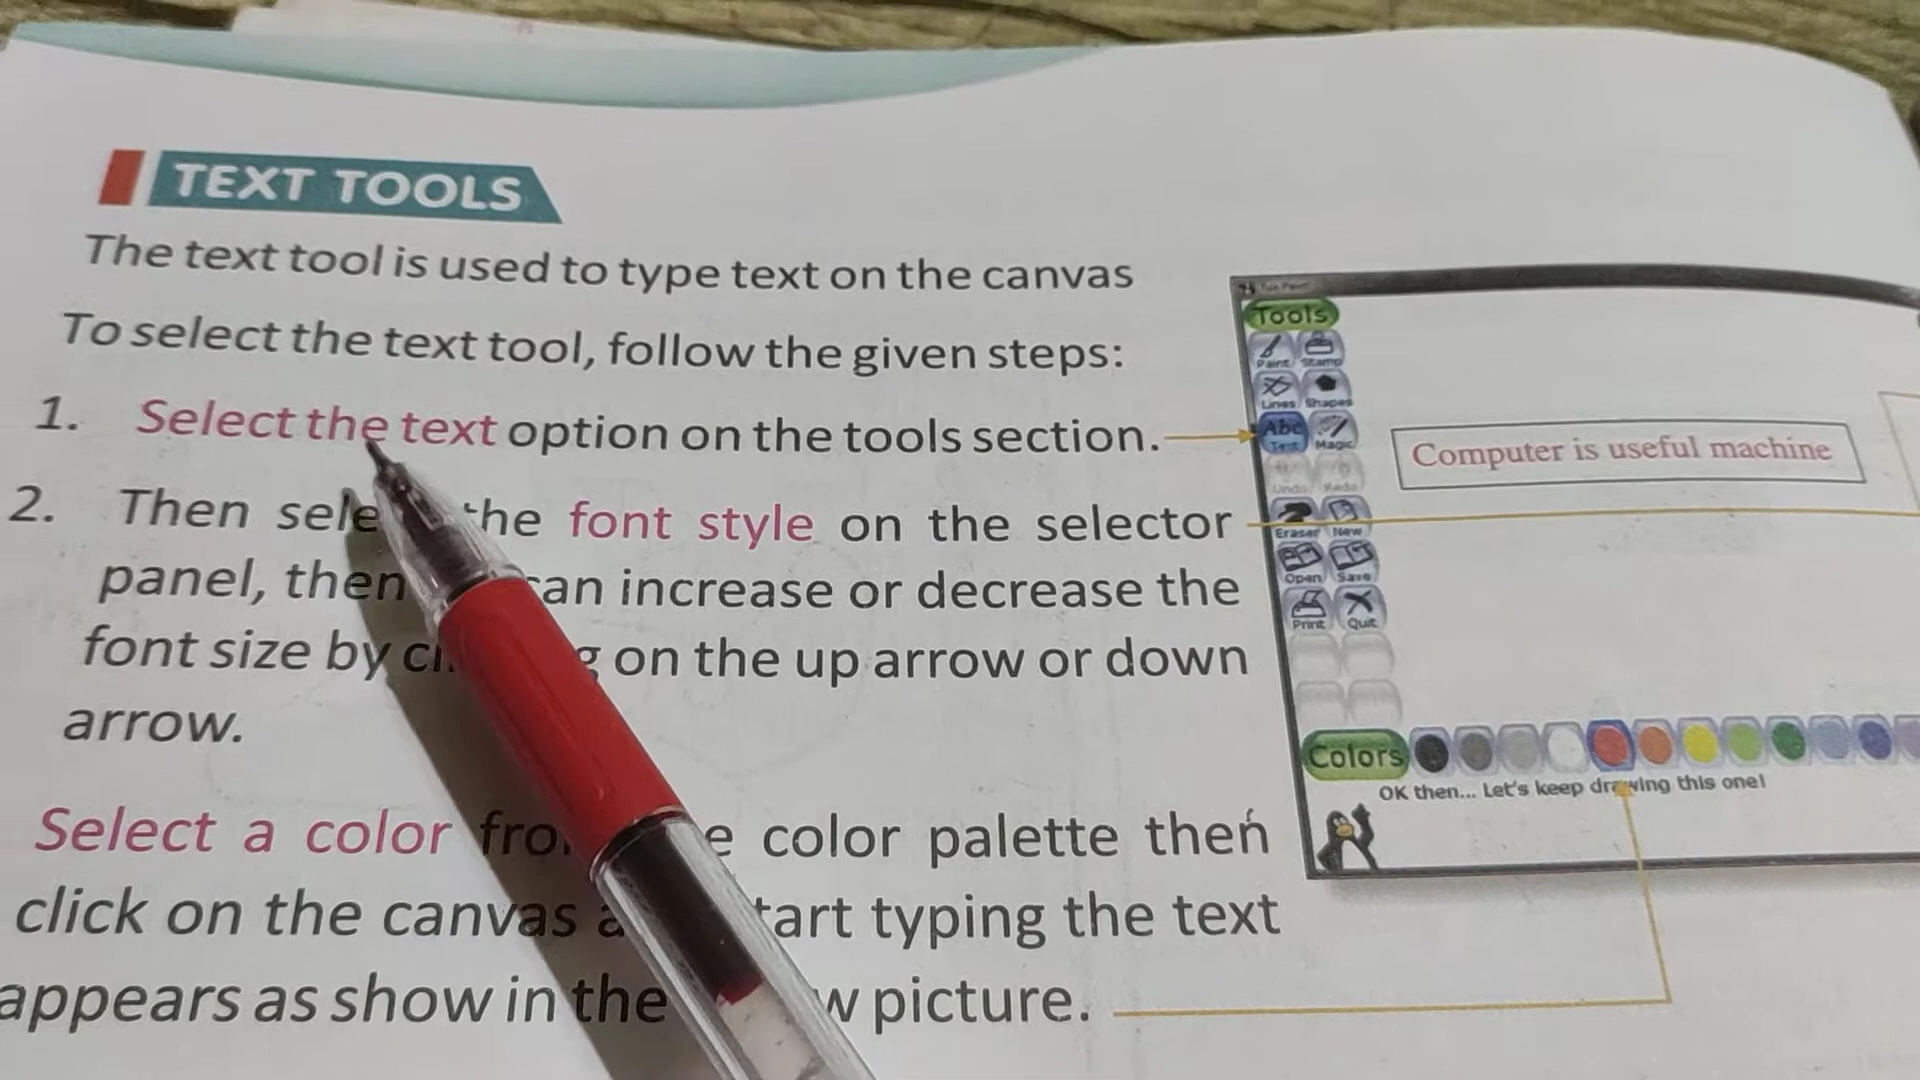 TEXT TOOLS
The text tool is used to type text on the canvas
To select the text tool, follow the given steps:
1. Select the text option on the tools section.
2. Then the font style on the selector
panel, then increase or decrease the
font size by on the up arrow or down
arrow.
Select a color color palette then
click on the canvas typing the text
appears as show in the picture.
Tools
Paint Stamp
Lines Shapes
Abc
Text Magic
Undo Redo
Eraser New
Open Save
Print Quit
Computer is useful machine
Colors
OK then... Let's keep drawing this one!